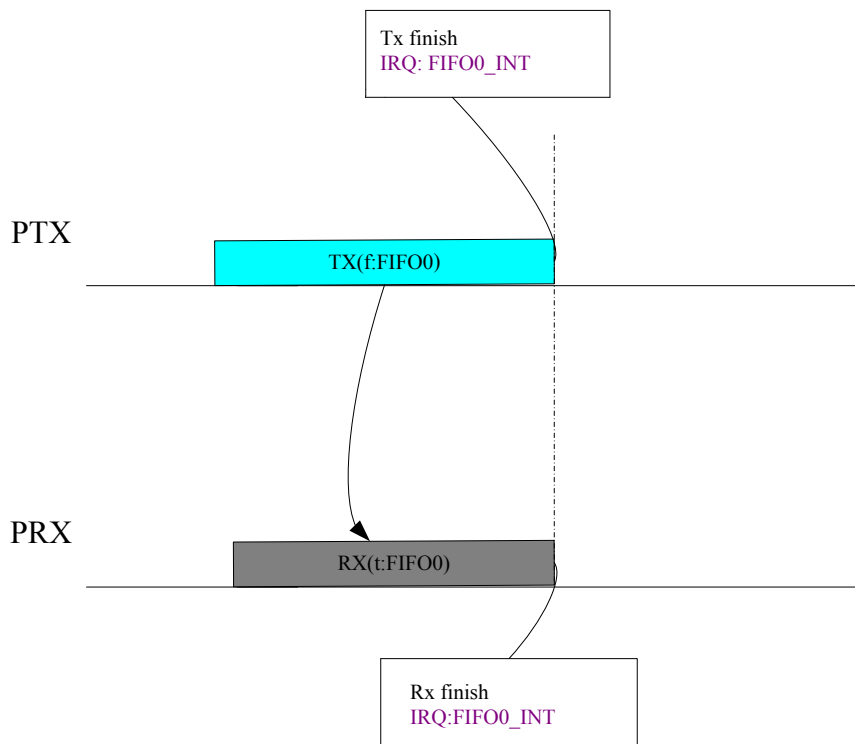 Tx finish
IRQ: FIFO0_INT
PTX
TX(f:FIFO0)
PRX
RX(t:FIFO0)
Rx finish
IRQ:FIFO0_INT